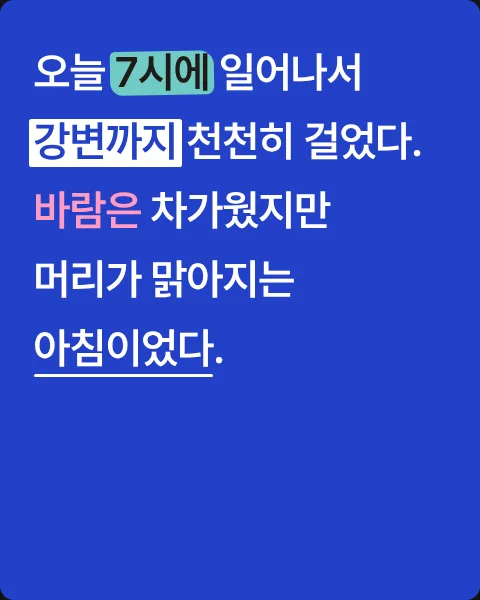 오늘 7시에 일어나서
강변까지 천천히 걸었다.
바람은 차가웠지만
머리가 맑아지는
아침이었다.